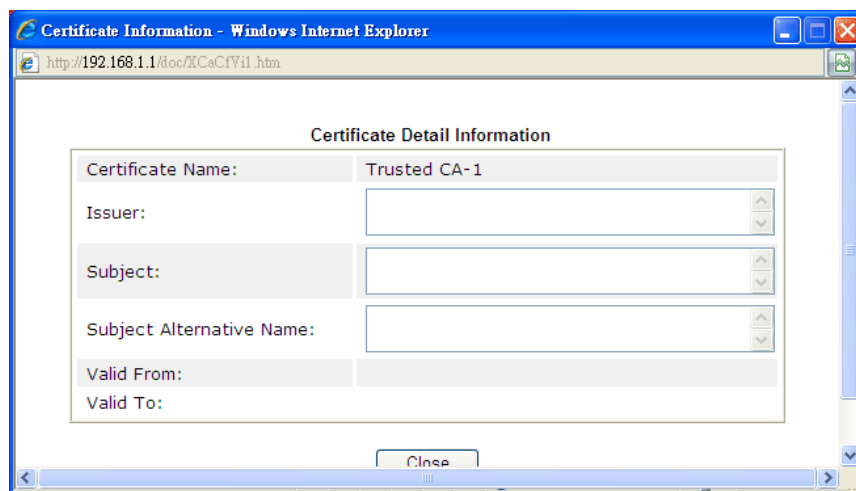 Certificate Information - Windows Internet Explorer
http://192.168.1.1/doc/XCaCfVi1.htm
Certificate Detail Information
Certificate Name: Trusted CA-1
Issuer:
Subject:
Subject Alternative Name:
Valid From:
Valid To:
Close